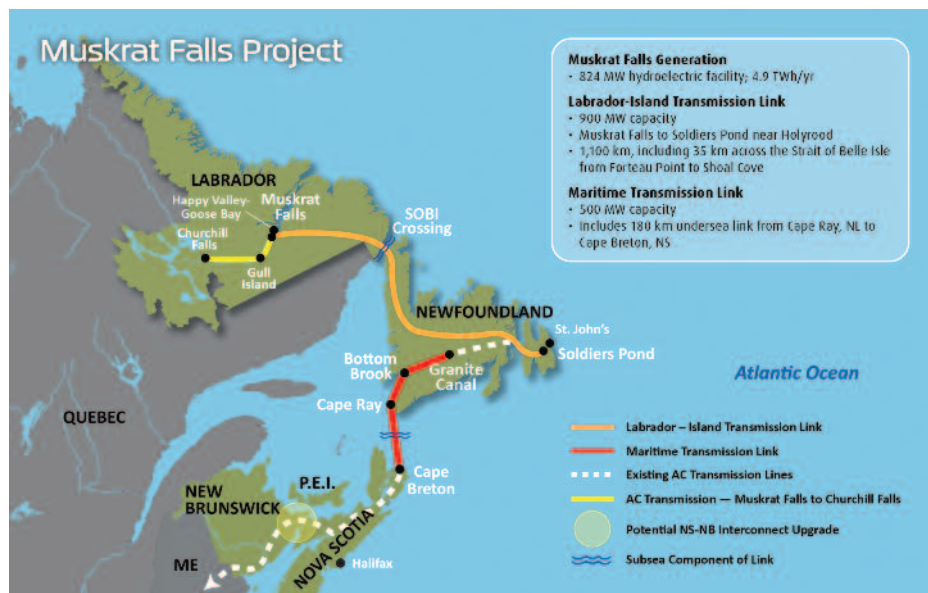 Muskrat Falls Project
Muskrat Falls Generation
• 824 MW hydroelectric facility; 4.9 TWh/yr
Labrador-Island Transmission Link
• 900 MW capacity
• Muskrat Falls to Soldiers Pond near Holyrood
• 1,100 km, including 35 km across the Strait of Belle Isle
from Forteau Point to Shoal Cove
Maritime Transmission Link
• 500 MW capacity
• Includes 180 km undersea link from Cape Ray, NL to
Cape Breton, NS
LABRADOR
Happy Valley-
Goose Bay
Muskrat
Falls
Churchill
Falls
Gull
Island
SOBI
Crossing
NEWFOUNDLAND
St. John's
Soldiers Pond
Bottom
Brook
Granite
Canal
Cape Ray
Atlantic Ocean
QUEBEC
Cape
Breton
P.E.I.
NEW
BRUNSWICK
NOVA SCOTIA
Halifax
ME
Labrador – Island Transmission Link
Maritime Transmission Link
Existing AC Transmission Lines
AC Transmission — Muskrat Falls to Churchill Falls
Potential NS-NB Interconnect Upgrade
Subsea Component of Link